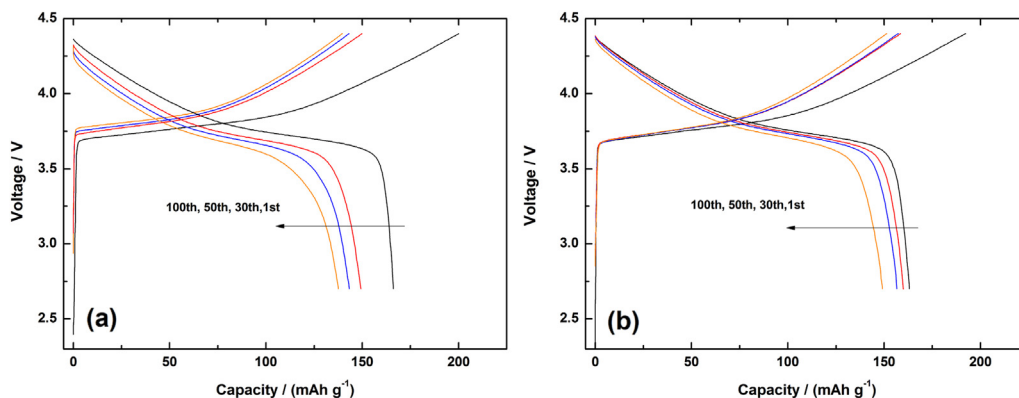 4.5
4.0
3.5
3.0
2.5
Voltage / V
100th, 50th, 30th,1st
(a)
0 50 100 150 200
Capacity / (mAh g⁻¹)
4.5
4.0
3.5
3.0
2.5
Voltage / V
100th, 50th, 30th,1st
(b)
0 50 100 150 200
Capacity / (mAh g⁻¹)